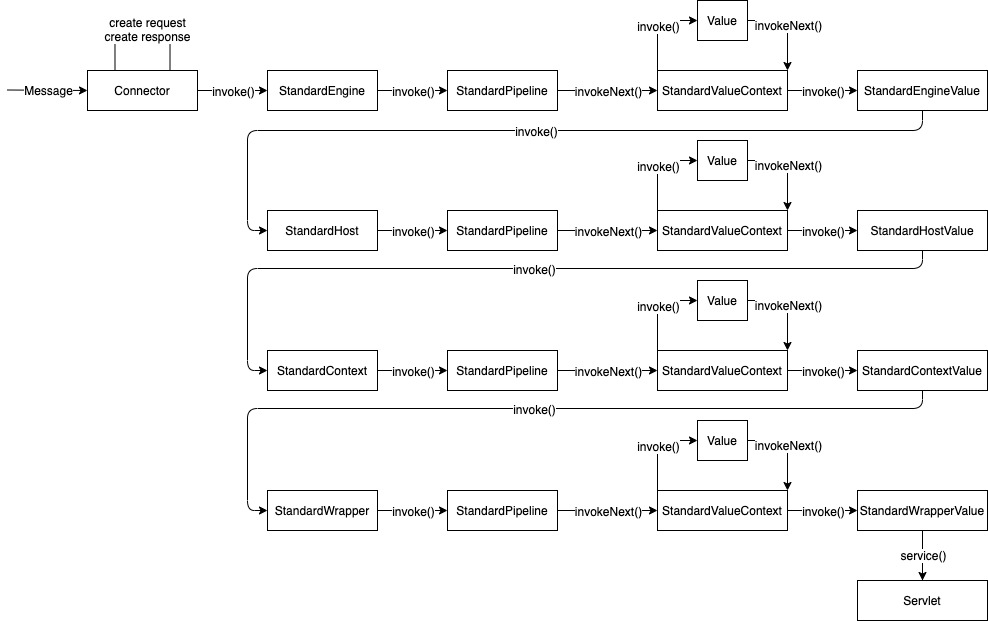 create request
create response
Value
invoke()
invokeNext()
Message
Connector
invoke()
StandardEngine
invoke()
StandardPipeline
invokeNext()
StandardValueContext
invoke()
StandardEngineValue
invoke()
Value
invoke()
invokeNext()
StandardHost
invoke()
StandardPipeline
invokeNext()
StandardValueContext
invoke()
StandardHostValue
invoke()
Value
invoke()
invokeNext()
StandardContext
invoke()
StandardPipeline
invokeNext()
StandardValueContext
invoke()
StandardContextValue
invoke()
Value
invoke()
invokeNext()
StandardWrapper
invoke()
StandardPipeline
invokeNext()
StandardValueContext
invoke()
StandardWrapperValue
service()
Servlet